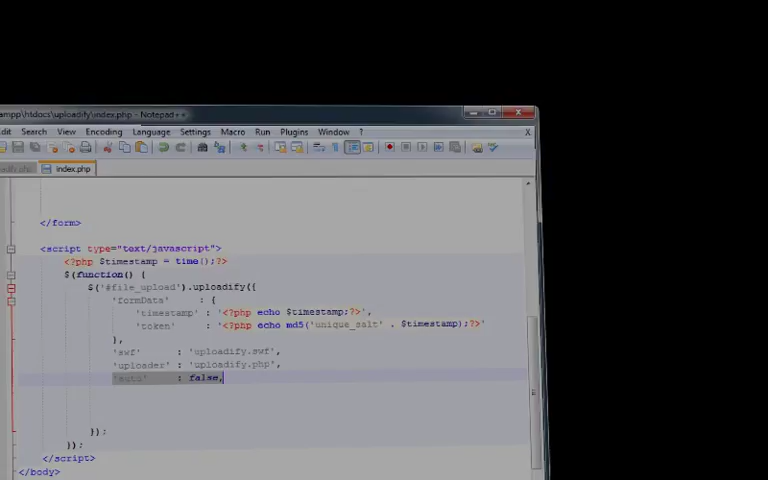 ampp\htdocs\uploadify\index.php - Notepad++
dit Search View Encoding Language Settings Macro Run Plugins Window ? X
index.php
</form>
<script type="text/javascript">
<?php $timestamp = time();?>
$(function() {
$('#file_upload').uploadify({
'formData' : {
'timestamp' : '<?php echo $timestamp;?>',
'token' : '<?php echo md5('unique_salt' . $timestamp);?>'
},
'swf' : 'uploadify.swf',
'uploader' : 'uploadify.php',
'auto' : false,
});
});
</script>
</body>